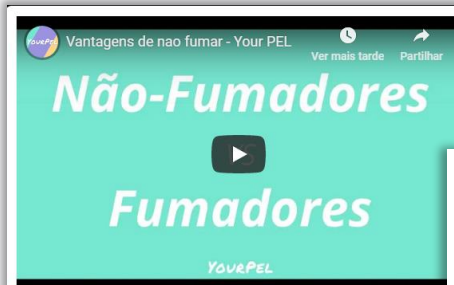 YourPel
Vantagens de nao fumar - Your PEL
Ver mais tarde
Partilhar
Não-Fumadores
Fumadores
YourPel